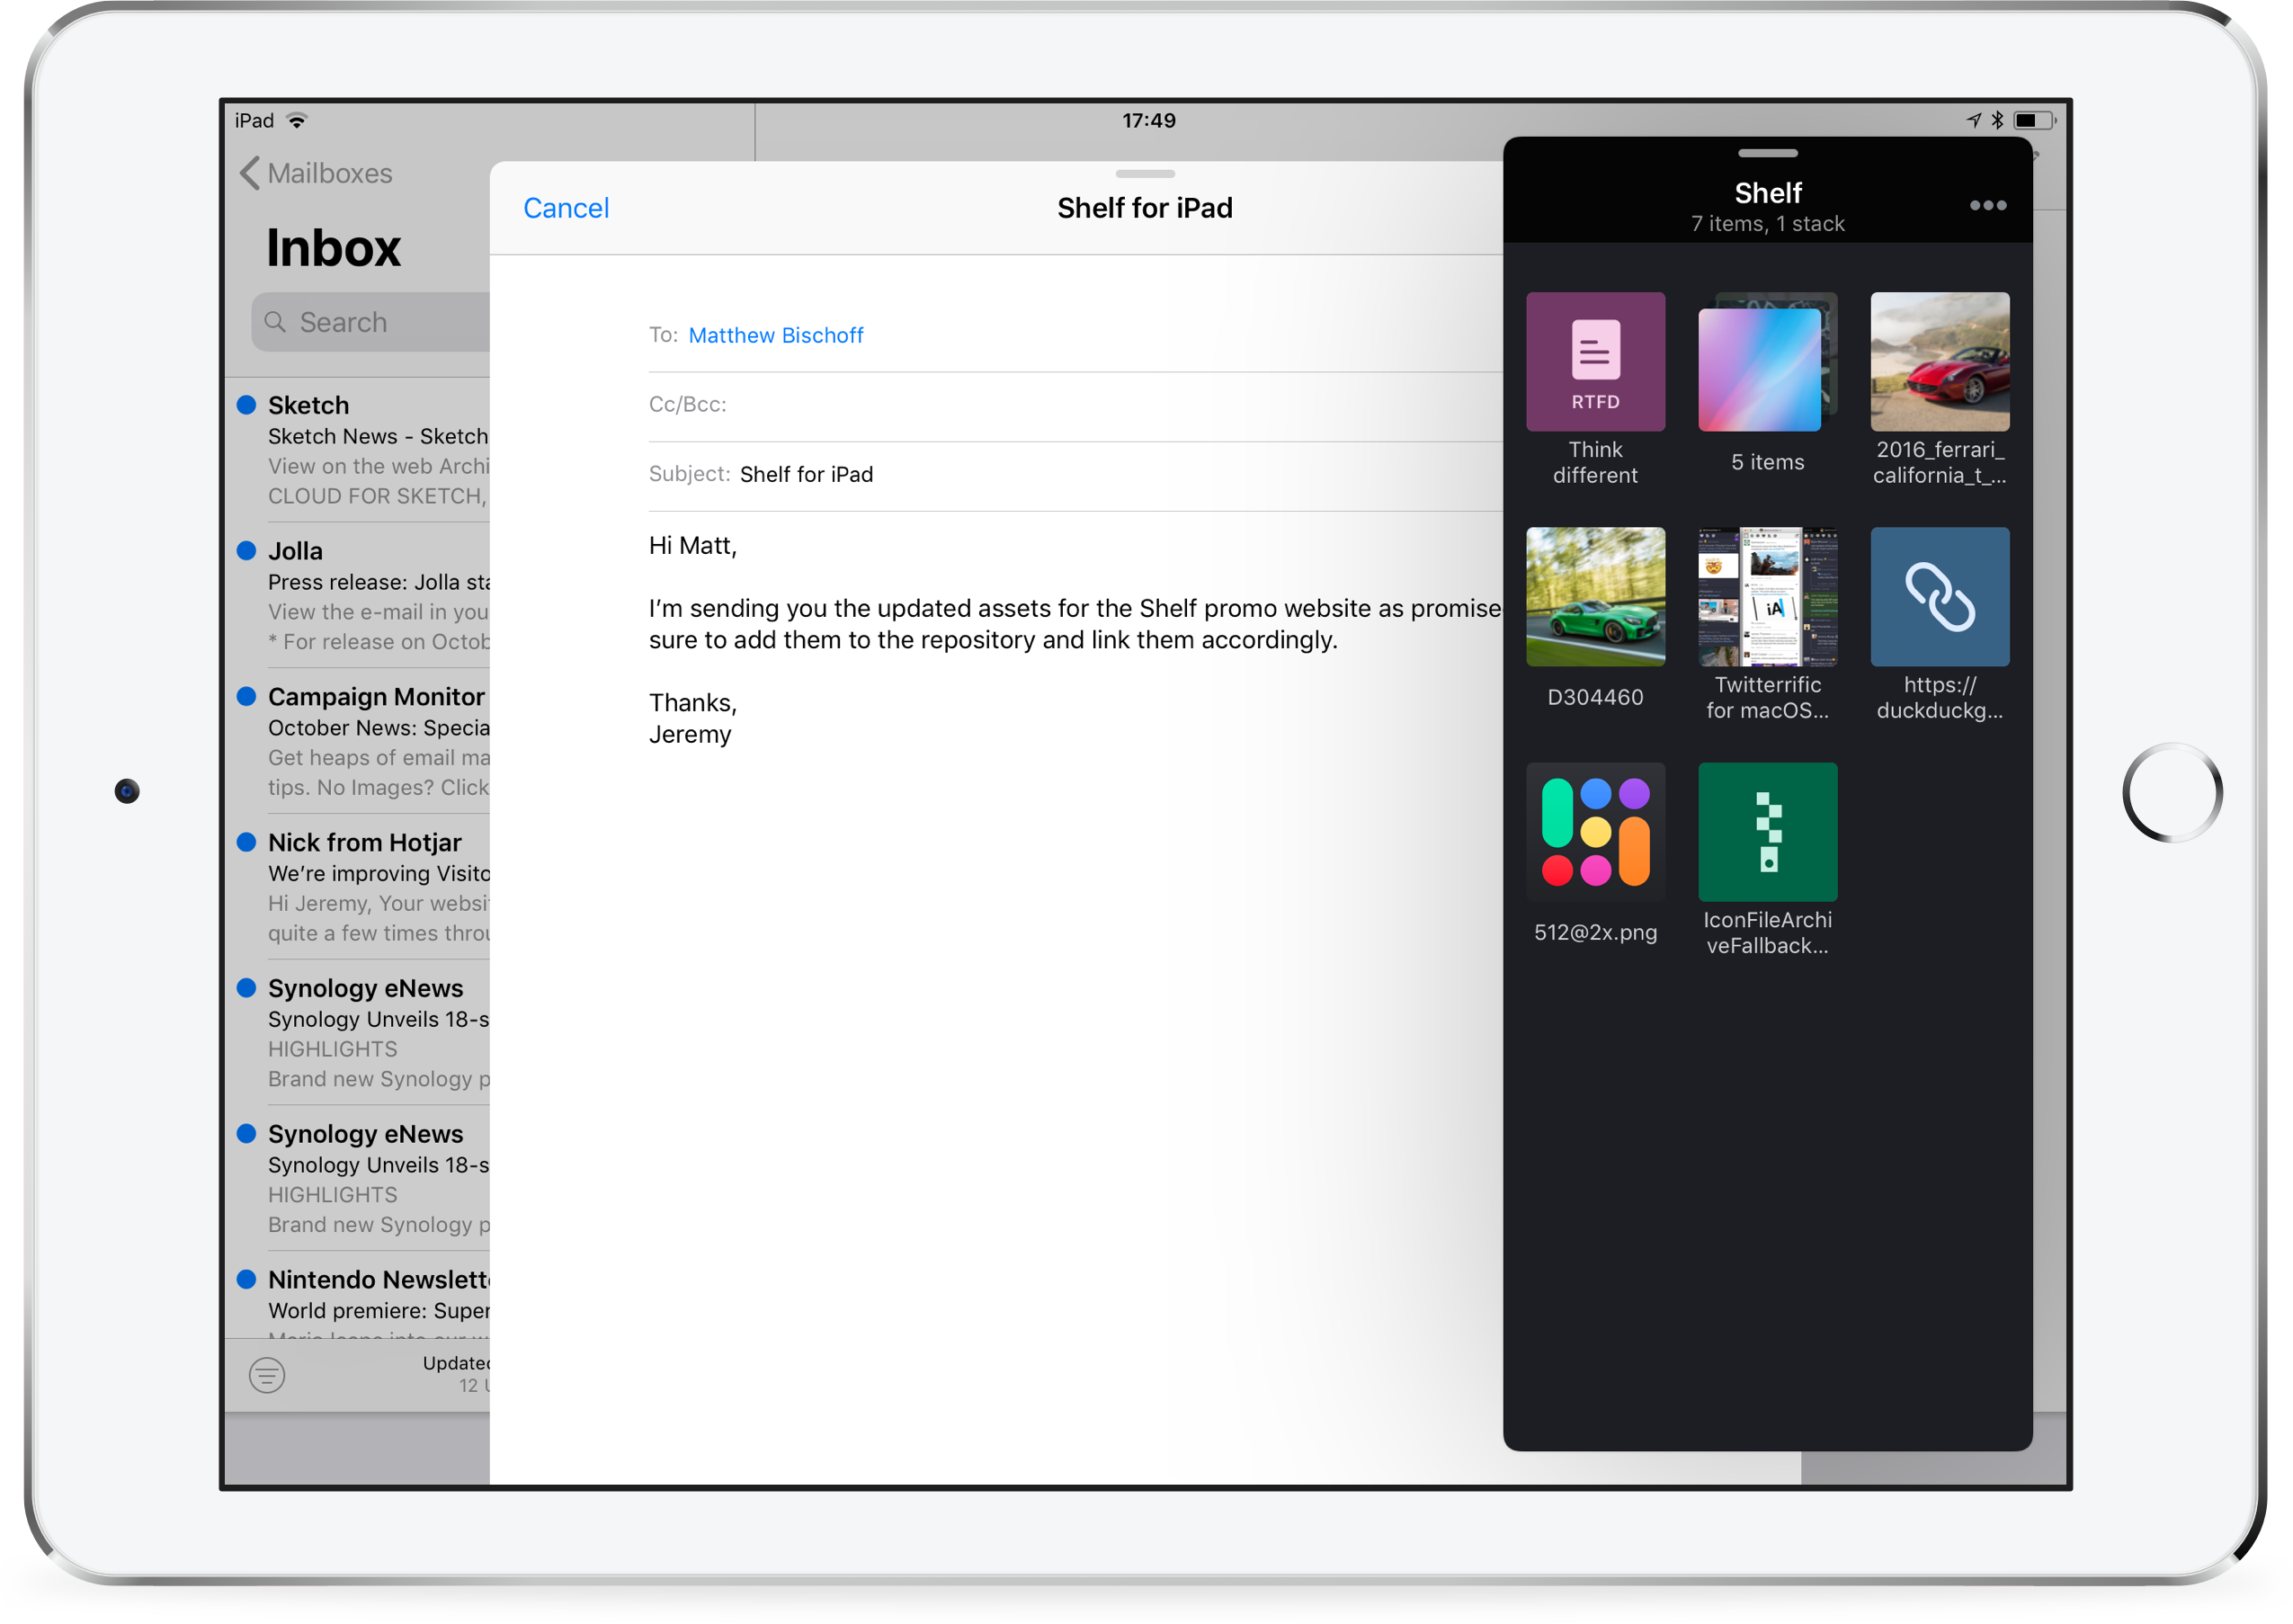 iPad
17:49
Mailboxes
Inbox
Search
Sketch
Sketch News - Sketch
View on the web Archi
CLOUD FOR SKETCH,
Jolla
Press release: Jolla sta
View the e-mail in you
* For release on Octob
Campaign Monitor
October News: Specia
Get heaps of email ma
tips. No Images? Click
Nick from Hotjar
We’re improving Visito
Hi Jeremy, Your websi
quite a few times throu
Synology eNews
Synology Unveils 18-s
HIGHLIGHTS
Brand new Synology p
Synology eNews
Synology Unveils 18-s
HIGHLIGHTS
Brand new Synology p
Nintendo Newslette
World premiere: Super
Updated
12 U
Cancel
Shelf for iPad
To: Matthew Bischoff
Cc/Bcc:
Subject: Shelf for iPad
Hi Matt,
I’m sending you the updated assets for the Shelf promo website as promise
sure to add them to the repository and link them accordingly.
Thanks,
Jeremy
Shelf
7 items, 1 stack
RTFD
Think
different
5 items
2016_ferrari_
california_t_...
iA
D304460
Twitterrific
for macOS...
https://
duckduckg...
512@2x.png
IconFileArchi
veFallback...